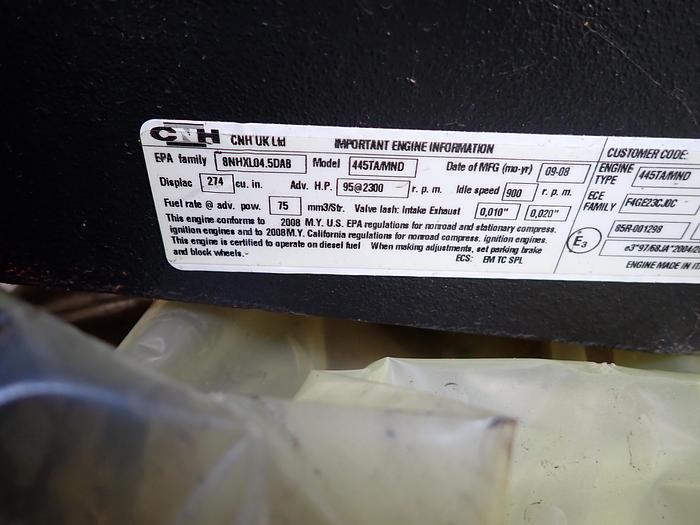 CNH CNH UK Ltd IMPORTANT ENGINE INFORMATION
EPA family 8NHXL04.5DAB Model 445TA/MND Date of MFG (mo-yr) 09-08
Displac 274 cu. in. Adv. H.P. 95@2300 r. p. m. Idle speed 900 r. p. m.
Fuel rate @ adv. pow. 75 mm3/Str. Valve lash: Intake Exhaust 0,010" 0,020"
This engine conforms to 2008 M.Y. U.S. EPA regulations for nonroad and stationary compress.
ignition engines and to 2008M.Y. California regulations for nonroad compress. ignition engines.
This engine is certified to operate on diesel fuel When making adjustments, set parking brake
and block wheels.-
ECS: EM TC SPL
CUSTOMER CODE:
ENGINE TYPE 445TA/MND
ECE FAMILY F4GE23CJ0C
E3 85R-001298
ENGINE MADE IN